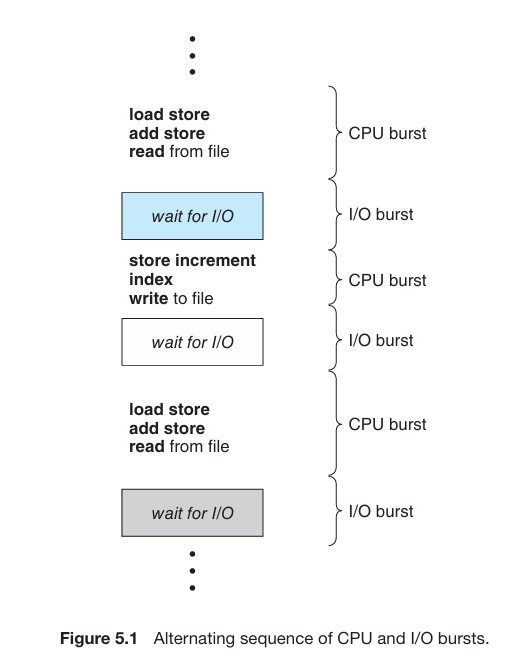 load store
add store
read from file
CPU burst
wait for I/O
I/O burst
store increment
index
write to file
CPU burst
wait for I/O
I/O burst
load store
add store
read from file
CPU burst
wait for I/O
I/O burst
Figure 5.1 Alternating sequence of CPU and I/O bursts.